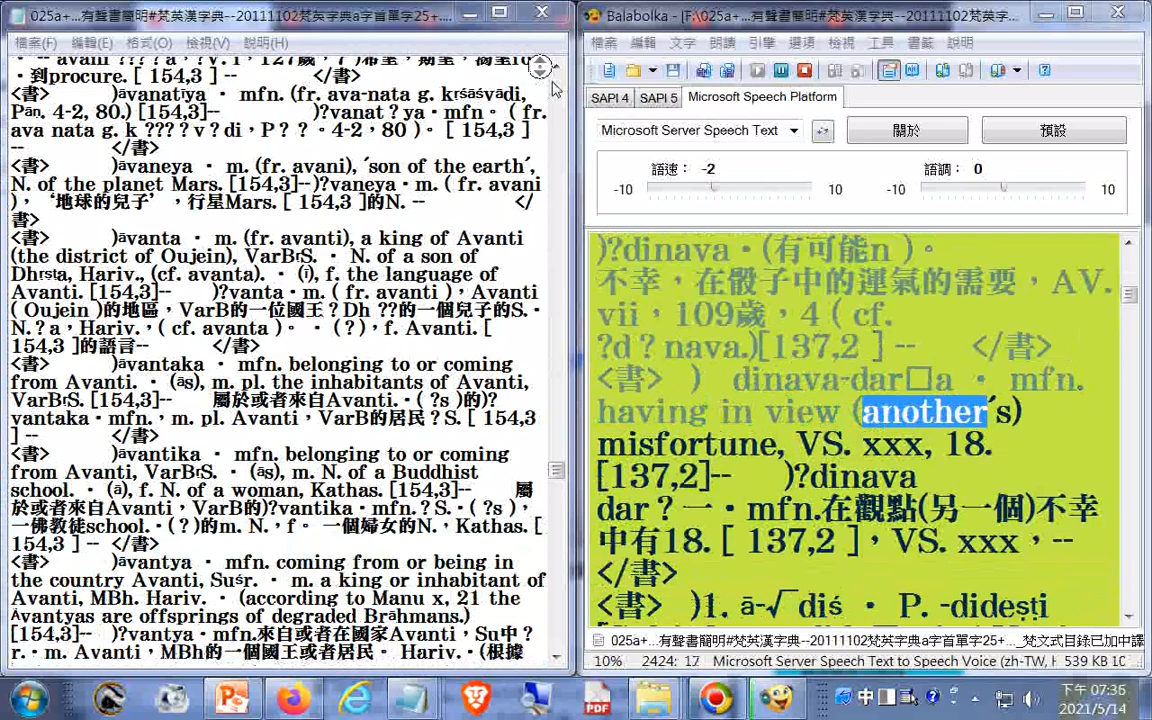 025a+...有聲書簡明#梵英漢字典--20111102梵英字典a字首單字25+...
檔案(F) 編輯(E) 格式(O) 檢視(V) 說明(H)
‧到procure. [ 154,3 ] -- </書>
<書> )āvanatīya ‧ mfn. (fr. ava-nata g. kṛśāśvādi,
Pāṇ. 4-2, 80.) [154,3]-- )?vanat ? ya‧mfn。( fr.
ava nata g. k ????v?di,P??。4-2,80 )。[ 154,3 ]
-- </書>
<書> )āvaneya ‧ m. (fr. avani), ´son of the earth´,
N. of the planet Mars. [154,3]--)?vaneya‧m. ( fr. avani
),‘地球的兒子’,行星Mars. [ 154,3 ]的N. -- </
書>
<書> )āvanta ‧ m. (fr. avanti), a king of Avanti
(the district of Oujein), VarBṛS. ‧ N. of a son of
Dhṛṣṭa, Hariv., (cf. avanta). ‧ (ī), f. the language of
Avanti. [154,3]-- )?vanta‧m. ( fr. avanti ),Avanti
( Oujein )的地區,VarB的一位國王?Dh ??的一個兒子的S.‧
N.?a,Hariv.,( cf. avanta )。‧(?),f. Avanti. [
154,3 ]的語言-- </書>
<書> )āvantaka ‧ mfn. belonging to or coming
from Avanti. ‧ (ās), m. pl. the inhabitants of Avanti,
VarBṛS. [154,3]-- 屬於或者來自Avanti.‧(?s )的)?
vantaka‧mfn.,m. pl. Avanti,VarB的居民?S. [ 154,3
] -- </書>
<書> )āvantika ‧ mfn. belonging to or coming
from Avanti, VarBṛS. ‧ (ās), m. N. of a Buddhist
school. ‧ (ā), f. N. of a woman, Kathas. [154,3]-- 屬
於或者來自Avanti,VarB的)?vantika‧mfn.?S.‧( ?s ),
一佛教徒school.‧(?)的m. N.,f。一個婦女的N.,Kathas. [
154,3 ] -- </書>
<書> )āvantya ‧ mfn. coming from or being in
the country Avanti, Suśr. ‧ m. a king or inhabitant of
Avanti, MBh. Hariv. ‧ (according to Manu x, 21 the
Āvantyas are offsprings of degraded Brāhmans.)
[154,3]-- )?vantya‧mfn.來自或者在國家Avanti,Su中?
r.‧m. Avanti,MBh的一個國王或者居民。Hariv.‧(根據
Balabolka - [F:\025a+...有聲書簡明#梵英漢字典--20111102梵英字...
檔案 編輯 文字 朗讀 引擎 選項 檢視 工具 書籤 說明
SAPI 4 SAPI 5 Microsoft Speech Platform
Microsoft Server Speech Text 關於 預設
語速: -2 語調: 0
-10 10 -10 10
)?dinava‧(有可能n )。
不幸,在骰子中的運氣的需要,AV.
vii,109歲,4 ( cf.
?d ? nava.)[137,2 ] -- </書>
<書> ) dinava-dar□a ‧ mfn.
having in view (another´s)
misfortune, VS. xxx, 18.
[137,2]-- )?dinava
dar ? 一‧mfn.在觀點(另一個)不幸
中有18. [ 137,2 ],VS. xxx,--
</書>
<書> )1. ā-√diś ‧ P. -didesṭi
025a+...有聲書簡明#梵英漢字典--20111102梵英字典a字首單字25+..._梵文式目錄已加中譯
10% 2424: 17 Microsoft Server Speech Text to Speech Voice (zh-TW, H 539 KB
中
下午 07:36
2021/5/14